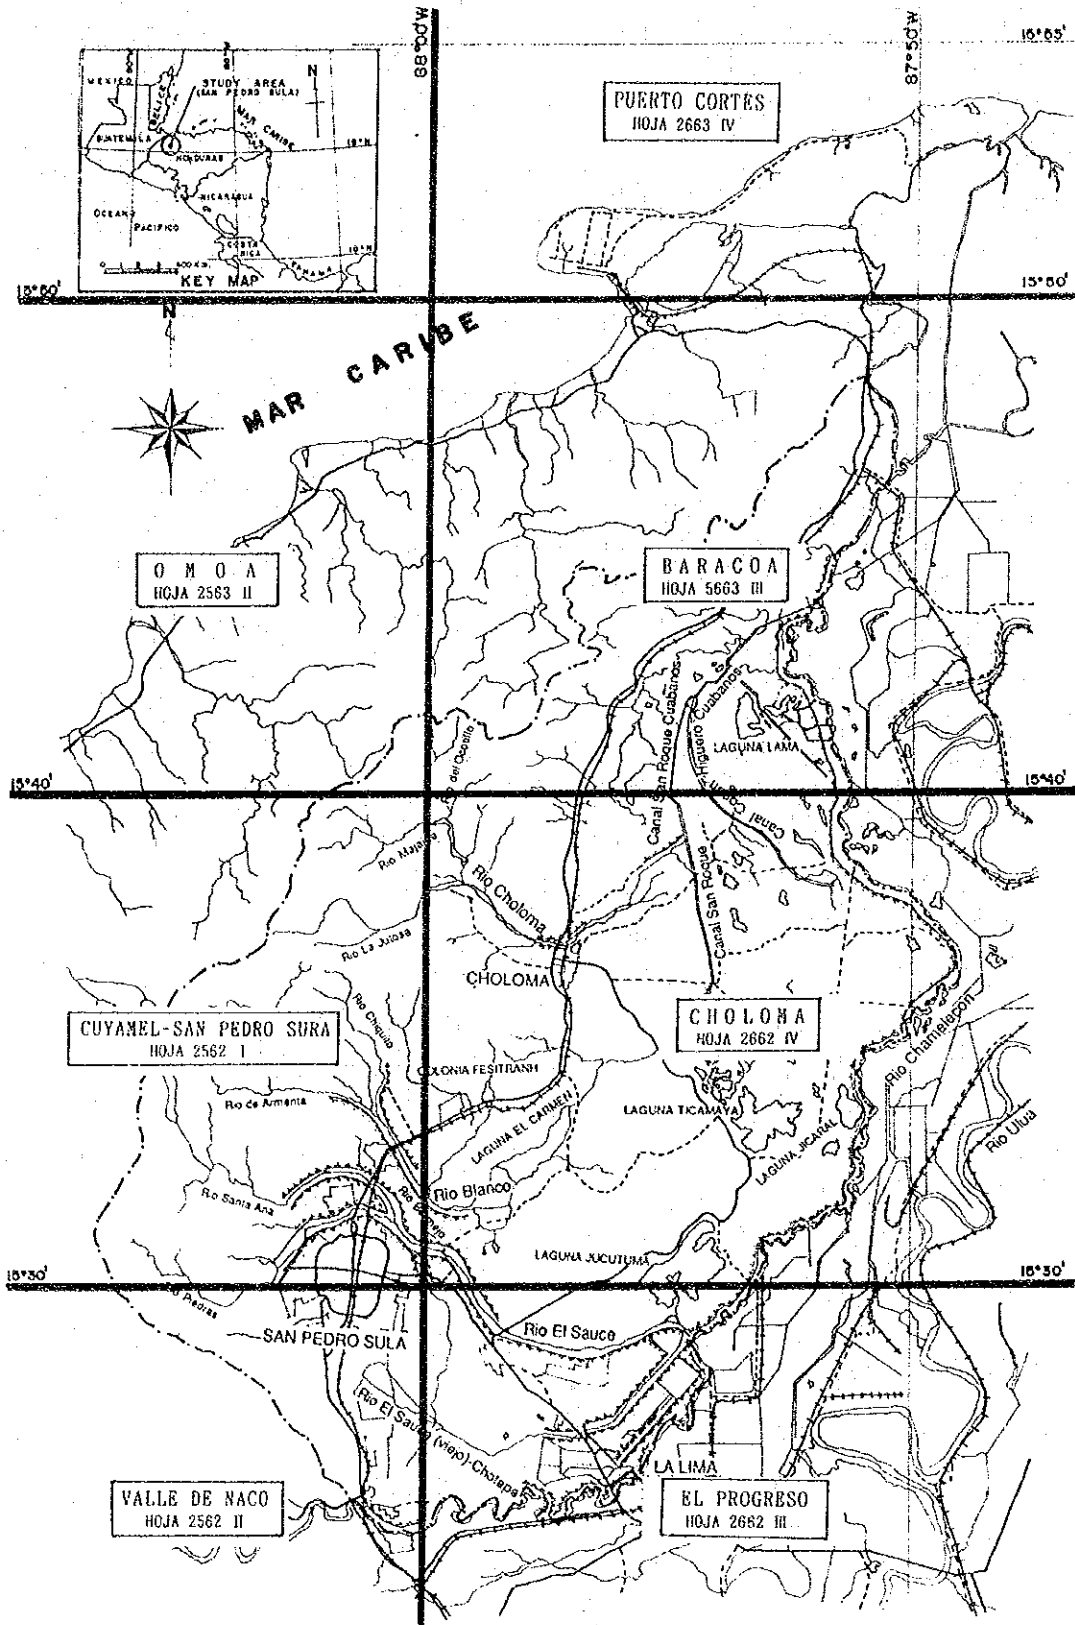 88°00'W
87°50'W
15°55'
MEXICO
BELICE
STUDY AREA
(SAN PEDRO SULA)
N
MAR CARIBE
GUATEMALA
HONDURAS
NICARAGUA
OCEANO
PACIFICO
COSTA
RICA
PANAMA
KEY MAP
PUERTO CORTES
HOJA 2663 IV
15°50'
15°50'
N
MAR CARIBE
O M O A
HOJA 2563 II
BARACOA
HOJA 5663 III
Canal San Roque Cuabanos
Higuero Cuabanos
LAGUNA LAMA
Rio del Ocotillo
15°40'
15°40'
Canal Copen
Canal San Roque
Rio Choloma
Rio La Jutosa
CHOLOMA
CUYAMEL-SAN PEDRO SURA
HOJA 2562 I
Rio Chiquito
CHOLOMA
HOJA 2662 IV
Rio Chamelecon
COLONIA FESITRANH
Rio de Armenta
LAGUNA EL CARMEN
LAGUNA TICAMAYA
LAGUNA JICARAL
Rio Ulua
Rio Santa Ana
Rio Bermejo
Rio Blanco
LAGUNA JUCUTUMA
15°30'
15°30'
Rio Piedras
SAN PEDRO SULA
Rio El Sauce
Rio El Sauce (viejo)-Chotepe
LA LIMA
VALLE DE NACO
HOJA 2562 II
EL PROGRESO
HOJA 2662 III